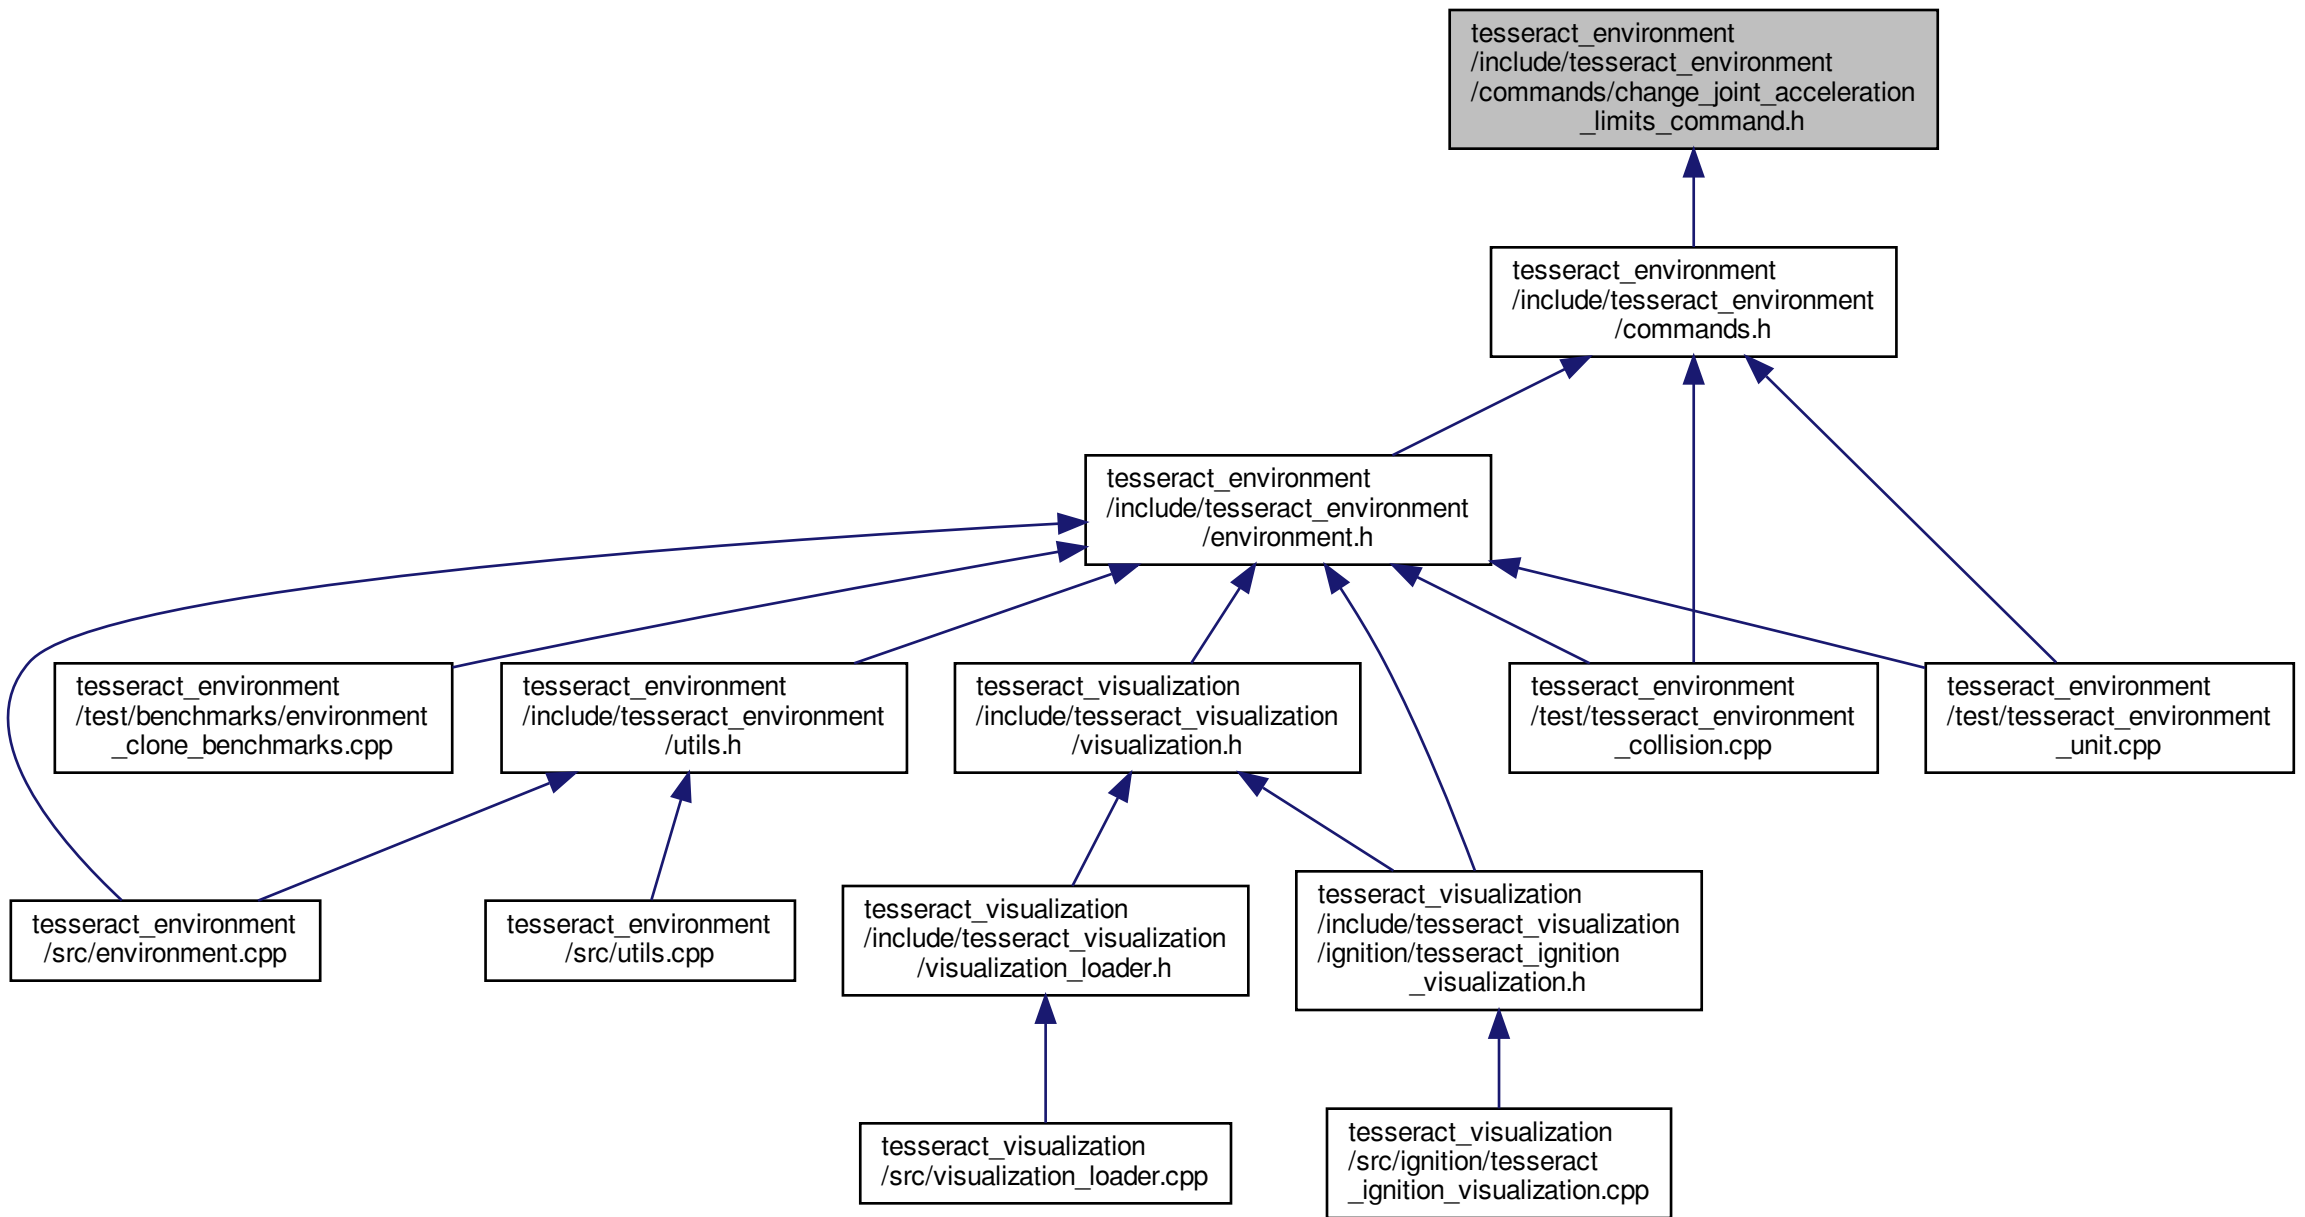 tesseract_environment
/include/tesseract_environment
/commands/change_joint_acceleration
_limits_command.h
tesseract_environment
/include/tesseract_environment
/commands.h
tesseract_environment
/include/tesseract_environment
/environment.h
tesseract_environment
/test/benchmarks/environment
_clone_benchmarks.cpp
tesseract_environment
/include/tesseract_environment
/utils.h
tesseract_visualization
/include/tesseract_visualization
/visualization.h
tesseract_environment
/test/tesseract_environment
_collision.cpp
tesseract_environment
/test/tesseract_environment
_unit.cpp
tesseract_environment
/src/environment.cpp
tesseract_environment
/src/utils.cpp
tesseract_visualization
/include/tesseract_visualization
/visualization_loader.h
tesseract_visualization
/include/tesseract_visualization
/ignition/tesseract_ignition
_visualization.h
tesseract_visualization
/src/visualization_loader.cpp
tesseract_visualization
/src/ignition/tesseract
_ignition_visualization.cpp